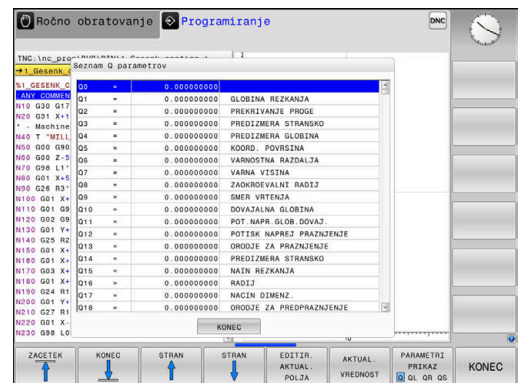 Ročno obratovanje
Programiranje
DNC
TNC:\nc_prog\
Seznam Q parametrov
→1_Gesenk_
%1_GESENK_C
;ANY COMMEN
N10 G30 G17
N20 G31 X+1
* - Machine
N40 T "MILL_
N50 G00 G90
N60 G00 Z-5
N70 G98 L1*
N80 G01 X+5
N90 G26 R3*
N100 G01 X+
N110 G01 G9
N120 G02 G9
N130 G01 Y+
N140 G25 R2
N150 G01 X+
N160 G01 X+
N170 G03 X+
N180 G01 X+
N190 G24 R1
N200 G01 Y+
N210 G27 R1
N220 G01 X-
N230 G98 L0
Q0 = 0.000000000
Q1 = 0.000000000 GLOBINA REZKANJA
Q2 = 0.000000000 PREKRIVANJE PROGE
Q3 = 0.000000000 PREDIZMERA STRANSKO
Q4 = 0.000000000 PREDIZMERA GLOBINA
Q5 = 0.000000000 KOORD. POVRSINA
Q6 = 0.000000000 VARNOSTNA RAZDALJA
Q7 = 0.000000000 VARNA VISINA
Q8 = 0.000000000 ZAOKROEVALNI RADIJ
Q9 = 0.000000000 SMER VRTENJA
Q10 = 0.000000000 DOVAJALNA GLOBINA
Q11 = 0.000000000 POT.NAPR.GLOB.DOVAJ.
Q12 = 0.000000000 POTISK NAPREJ PRAZNJENJE
Q13 = 0.000000000 ORODJE ZA PRAZNJENJE
Q14 = 0.000000000 PREDIZMERA STRANSKO
Q15 = 0.000000000 NAIN REZKANJA
Q16 = 0.000000000 RADIJ
Q17 = 0.000000000 NACIN DIMENZ.
Q18 = 0.000000000 ORODJE ZA PREDPRAZNJENJE
KONEC
ZACETEK
KONEC
STRAN
STRAN
EDITIR. AKTUAL. POLJA
AKTUAL. VREDNOST
PARAMETRI PRIKAZ Q QL QR QS
KONEC